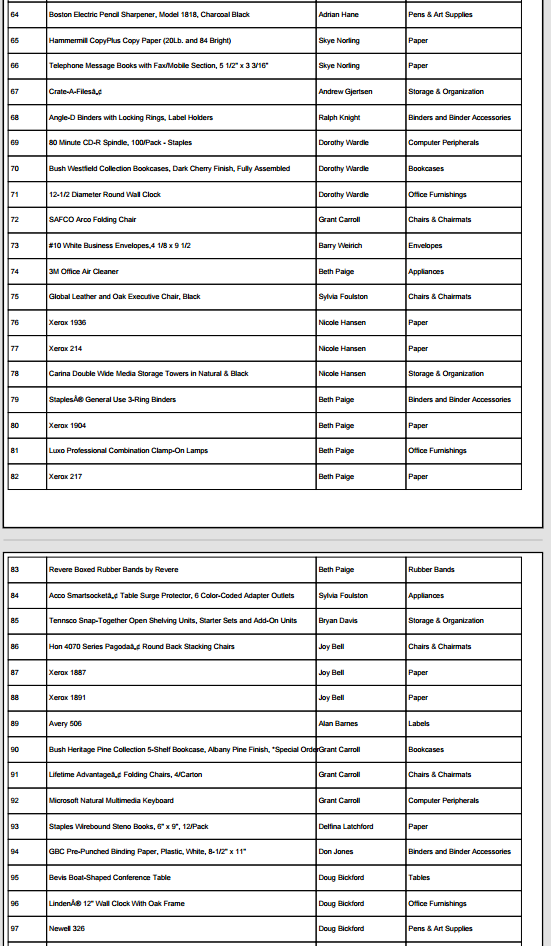 64 Boston Electric Pencil Sharpener, Model 1818, Charcoal Black Adrian Hane Pens & Art Supplies
65 Hammermill CopyPlus Copy Paper (20Lb. and 84 Bright) Skye Norling Paper
66 Telephone Message Books with Fax/Mobile Section, 5 1/2" x 3 3/16" Skye Norling Paper
67 Crate-A-Filesâ„¢ Andrew Gjertsen Storage & Organization
68 Angle-D Binders with Locking Rings, Label Holders Ralph Knight Binders and Binder Accessories
69 80 Minute CD-R Spindle, 100/Pack - Staples Dorothy Wardle Computer Peripherals
70 Bush Westfield Collection Bookcases, Dark Cherry Finish, Fully Assembled Dorothy Wardle Bookcases
71 12-1/2 Diameter Round Wall Clock Dorothy Wardle Office Furnishings
72 SAFCO Arco Folding Chair Grant Carroll Chairs & Chairmats
73 #10 White Business Envelopes,4 1/8 x 9 1/2 Barry Weirich Envelopes
74 3M Office Air Cleaner Beth Paige Appliances
75 Global Leather and Oak Executive Chair, Black Sylvia Foulston Chairs & Chairmats
76 Xerox 1936 Nicole Hansen Paper
77 Xerox 214 Nicole Hansen Paper
78 Carina Double Wide Media Storage Towers in Natural & Black Nicole Hansen Storage & Organization
79 StaplesÂ® General Use 3-Ring Binders Beth Paige Binders and Binder Accessories
80 Xerox 1904 Beth Paige Paper
81 Luxo Professional Combination Clamp-On Lamps Beth Paige Office Furnishings
82 Xerox 217 Beth Paige Paper
83 Revere Boxed Rubber Bands by Revere Beth Paige Rubber Bands
84 Acco Smartsocketâ„¢ Table Surge Protector, 6 Color-Coded Adapter Outlets Sylvia Foulston Appliances
85 Tennsco Snap-Together Open Shelving Units, Starter Sets and Add-On Units Bryan Davis Storage & Organization
86 Hon 4070 Series Pagodaâ„¢ Round Back Stacking Chairs Joy Bell Chairs & Chairmats
87 Xerox 1887 Joy Bell Paper
88 Xerox 1891 Joy Bell Paper
89 Avery 506 Alan Barnes Labels
90 Bush Heritage Pine Collection 5-Shelf Bookcase, Albany Pine Finish, *Special Order Grant Carroll Bookcases
91 Lifetime Advantageâ„¢ Folding Chairs, 4/Carton Grant Carroll Chairs & Chairmats
92 Microsoft Natural Multimedia Keyboard Grant Carroll Computer Peripherals
93 Staples Wirebound Steno Books, 6" x 9", 12/Pack Delfina Latchford Paper
94 GBC Pre-Punched Binding Paper, Plastic, White, 8-1/2" x 11" Don Jones Binders and Binder Accessories
95 Bevis Boat-Shaped Conference Table Doug Bickford Tables
96 LindenÂ® 12" Wall Clock With Oak Frame Doug Bickford Office Furnishings
97 Newell 326 Doug Bickford Pens & Art Supplies